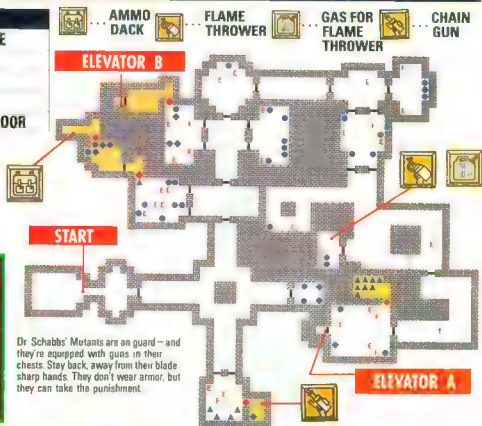 AMMO
DACK
FLAME
THROWER
GAS FOR
FLAME
THROWER
CHAIN
GUN
E
OOR
ELEVATOR B
START
Dr Schabbs' Mutants are on guard – and
they're equipped with guns in their
chests. Stay back, away from their blade
sharp hands. They don't wear armor, but
they can take the punishment.
ELEVATOR A